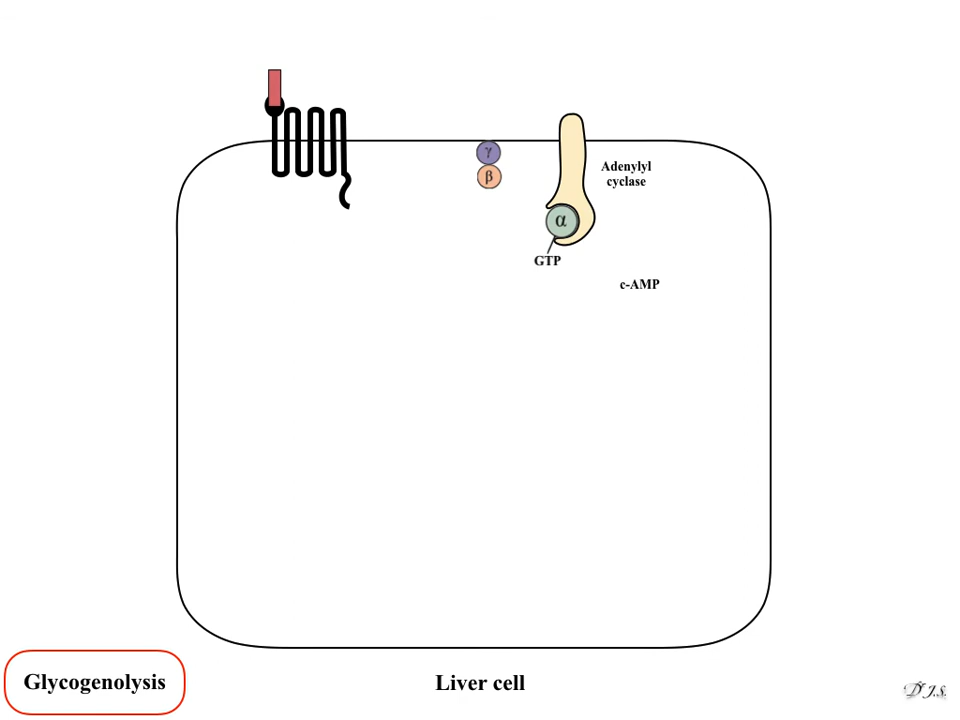 γ
β
Adenylyl
cyclase
α
GTP
c-AMP
Glycogenolysis
Liver cell
D J.S.